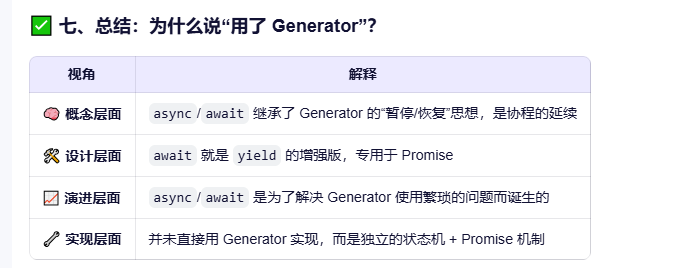 ✅ 七、总结：为什么说“用了 Generator”？
视角 解释
🧠 概念层面 async/await 继承了 Generator 的“暂停/恢复”思想，是协程的延续
🛠️ 设计层面 await 就是 yield 的增强版，专用于 Promise
📈 演进层面 async/await 是为了解决 Generator 使用繁琐的问题而诞生的
🔧 实现层面 并未直接用 Generator 实现，而是独立的状态机 + Promise 机制